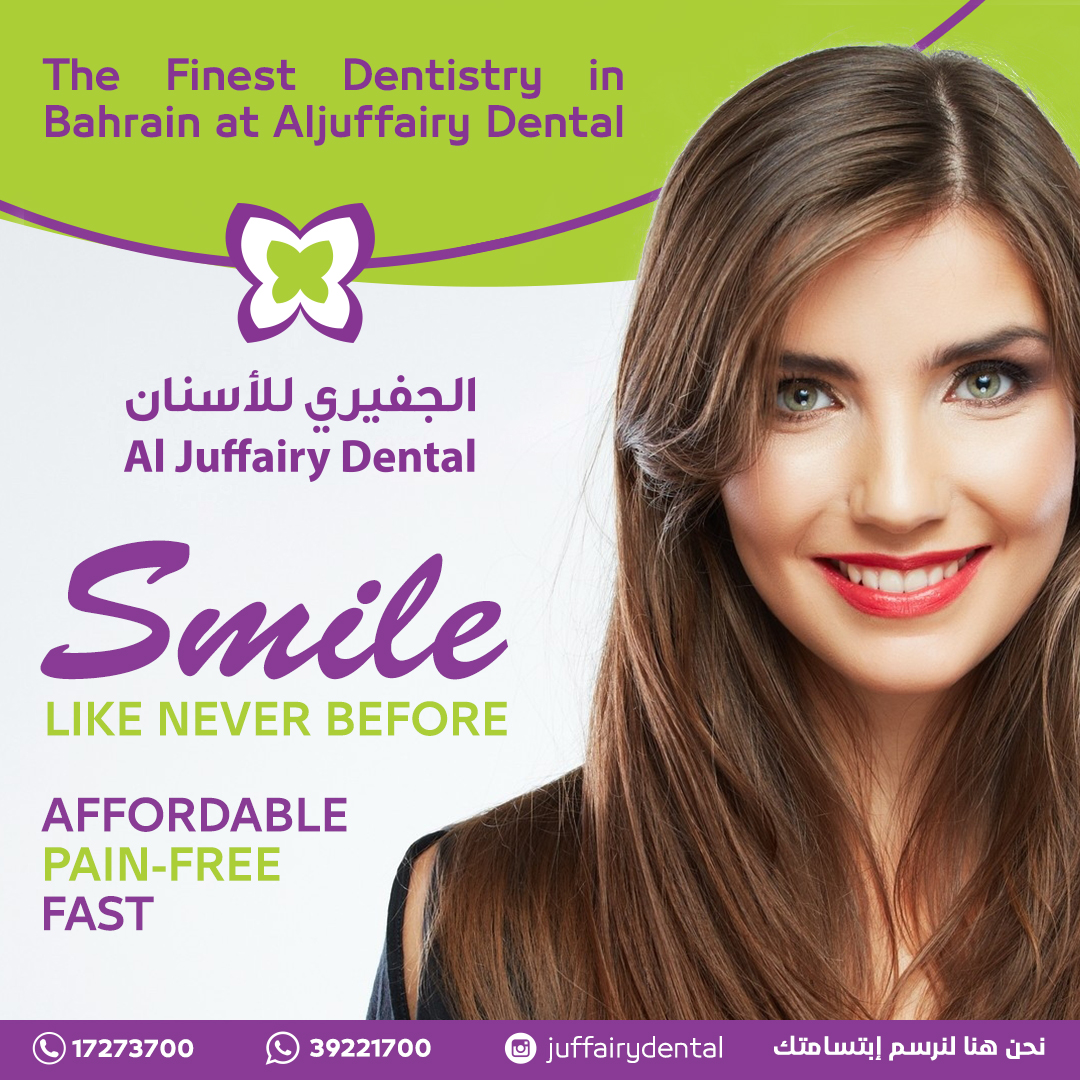 The Finest Dentistry in
Bahrain at Aljuffairy Dental
الجفيري للأسنان
Al Juffairy Dental
Smile
LIKE NEVER BEFORE
AFFORDABLE
PAIN-FREE
FAST
17273700 39221700 juffairydental نحن هنا لنرسم إبتسامتك